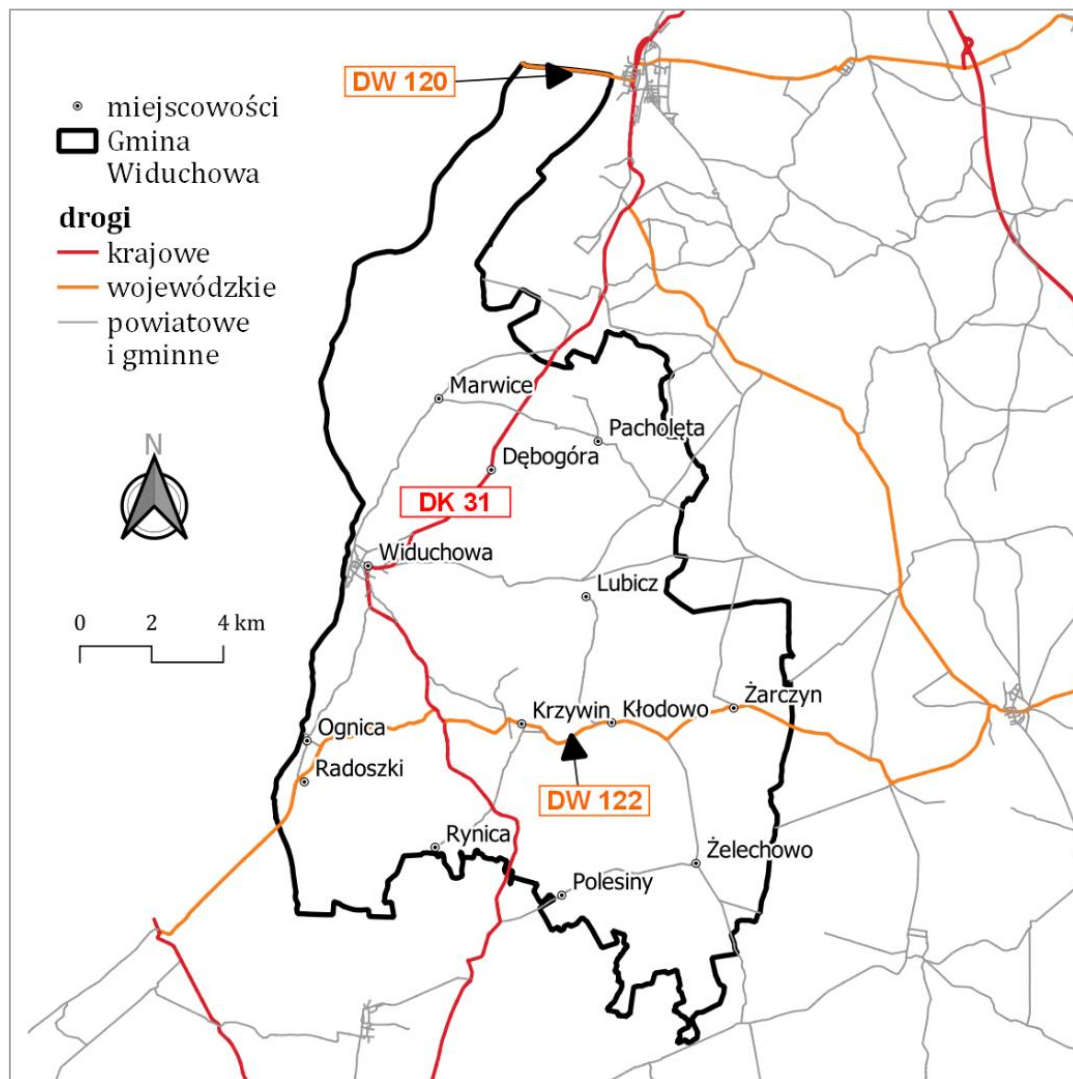 DW 120
miejscowości
Gmina
Widuchowa
drogi
krajowe
wojewódzkie
powiatowe
i gminne
Marwice
Pacholęta
Dębogóra
N
DK 31
Widuchowa
Lubicz
0 2 4 km
Żarczyn
Krzywin
Kłodowo
Ognica
Radoszki
DW 122
Rynica
Żelechowo
Polesiny